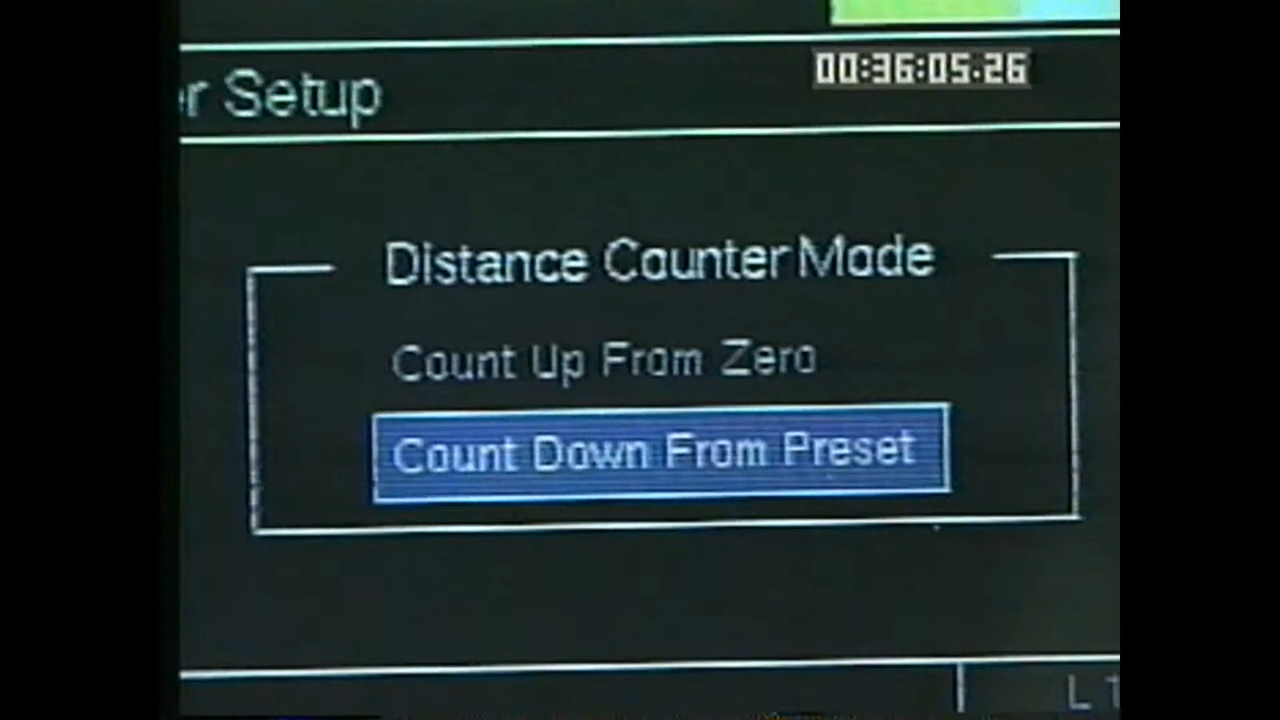 00:36:05.26
r Setup
Distance Counter Mode
Count Up From Zero
Count Down From Preset